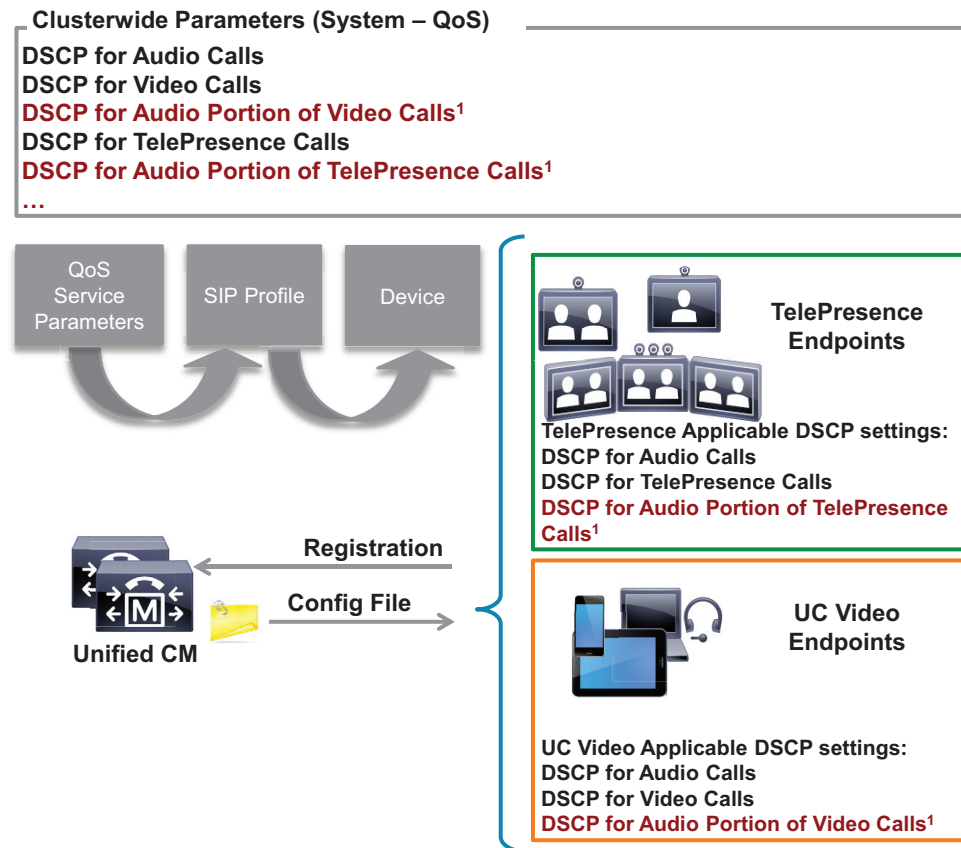 Clusterwide Parameters (System – QoS)
DSCP for Audio Calls
DSCP for Video Calls
DSCP for Audio Portion of Video Calls¹
DSCP for TelePresence Calls
DSCP for Audio Portion of TelePresence Calls¹
...
QoS
Service
Parameters
SIP Profile
Device
TelePresence
Endpoints
TelePresence Applicable DSCP settings:
DSCP for Audio Calls
DSCP for TelePresence Calls
DSCP for Audio Portion of TelePresence
Calls¹
Registration
Config File
M
Unified CM
UC Video
Endpoints
UC Video Applicable DSCP settings:
DSCP for Audio Calls
DSCP for Video Calls
DSCP for Audio Portion of Video Calls¹